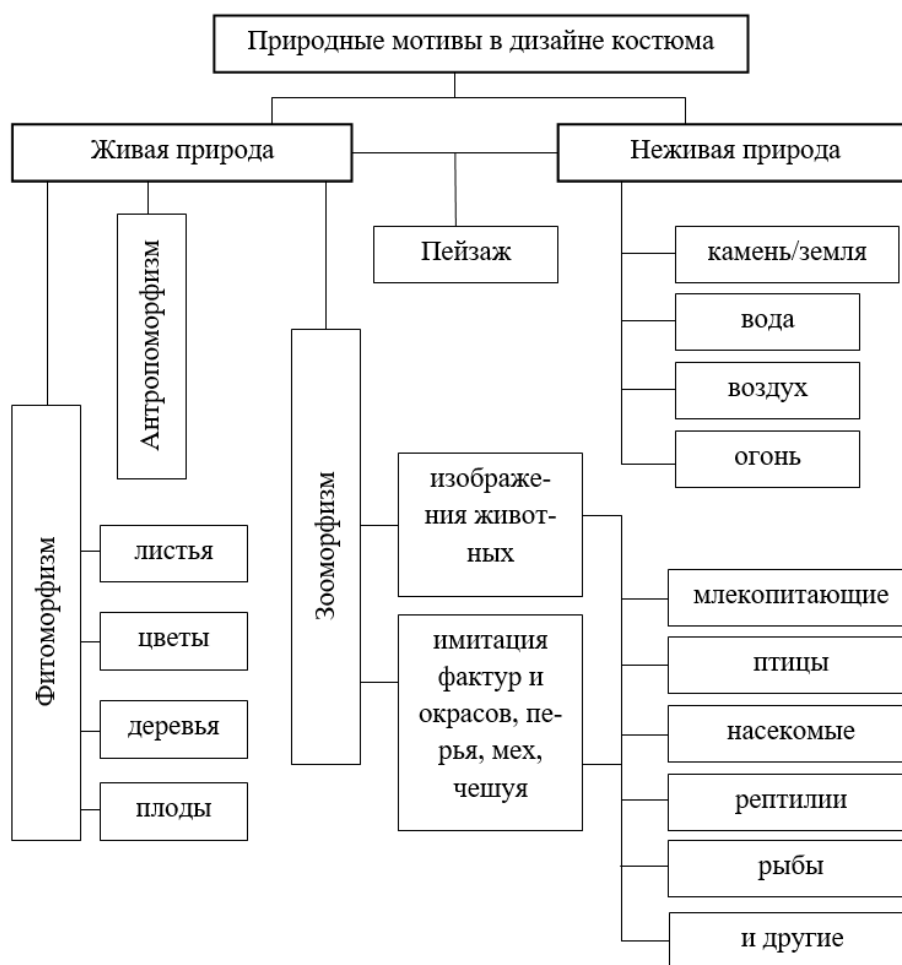 Природные мотивы в дизайне костюма
Живая природа
Неживая природа
Пейзаж
Антропоморфизм
Фитоморфизм
листья
цветы
деревья
плоды
Зооморфизм
изображе-
ния живот-
ных
имитация
фактур и
окрасов, пе-
рья, мех,
чешуя
камень/земля
вода
воздух
огонь
млекопитающие
птицы
насекомые
рептилии
рыбы
и другие